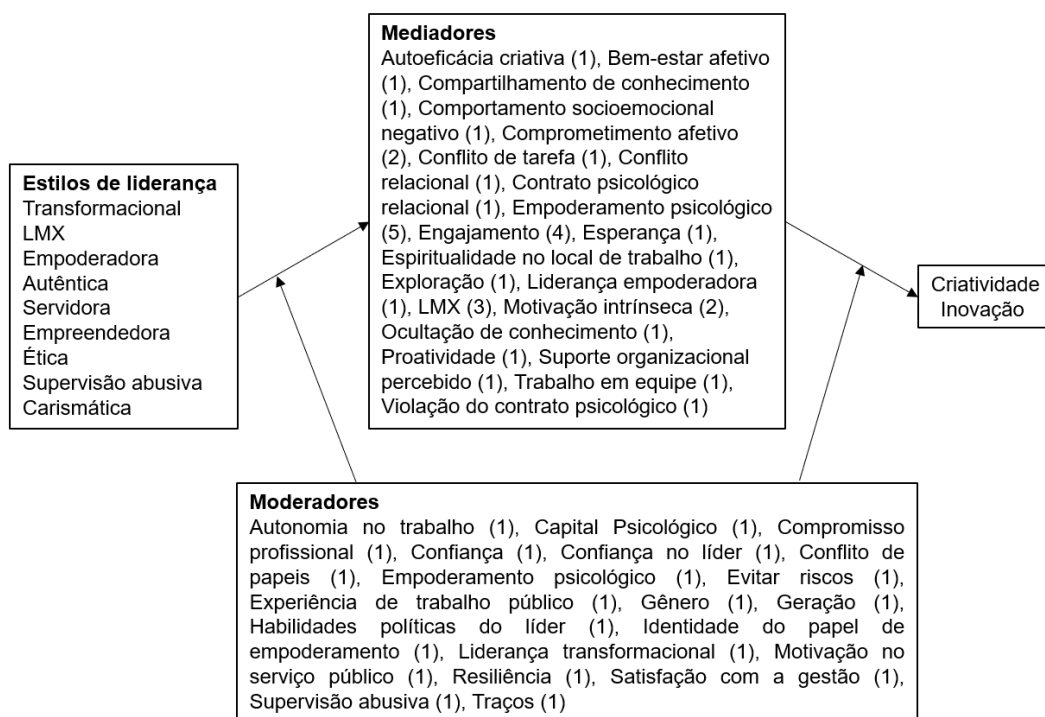 Mediadores
Autoeficácia criativa (1), Bem-estar afetivo
(1), Compartilhamento de conhecimento
(1), Comportamento socioemocional
negativo (1), Comprometimento afetivo
(2), Conflito de tarefa (1), Conflito
relacional (1), Contrato psicológico
relacional (1), Empoderamento psicológico
(5), Engajamento (4), Esperança (1),
Espiritualidade no local de trabalho (1),
Exploração (1), Liderança empoderadora
(1), LMX (3), Motivação intrínseca (2),
Ocultação de conhecimento (1),
Proatividade (1), Suporte organizacional
percebido (1), Trabalho em equipe (1),
Violação do contrato psicológico (1)
Estilos de liderança
Transformacional
LMX
Empoderadora
Autêntica
Servidora
Empreendedora
Ética
Supervisão abusiva
Carismática
Criatividade
Inovação
Moderadores
Autonomia no trabalho (1), Capital Psicológico (1), Compromisso
profissional (1), Confiança (1), Confiança no líder (1), Conflito de
papeis (1), Empoderamento psicológico (1), Evitar riscos (1),
Experiência de trabalho público (1), Gênero (1), Geração (1),
Habilidades políticas do líder (1), Identidade do papel de
empoderamento (1), Liderança transformacional (1), Motivação no
serviço público (1), Resiliência (1), Satisfação com a gestão (1),
Supervisão abusiva (1), Traços (1)